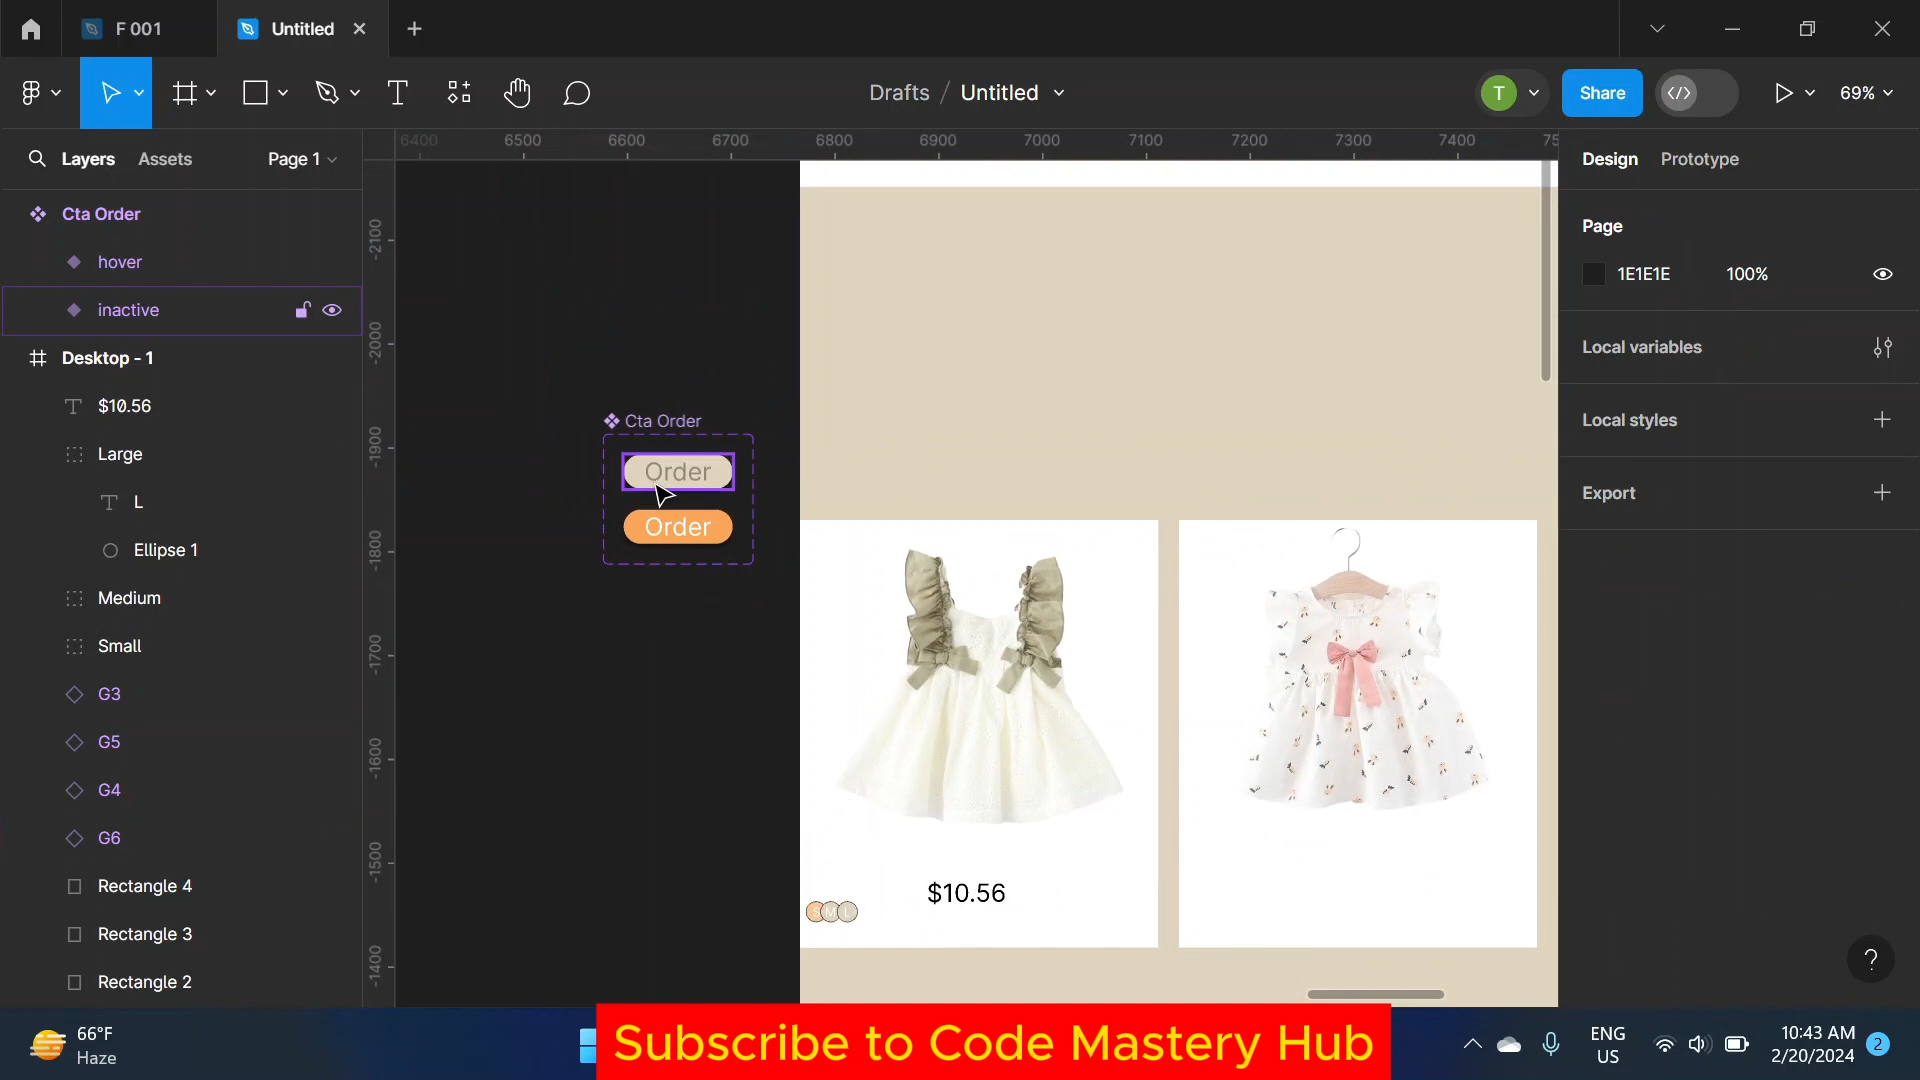 F 001
Untitled
Drafts / Untitled
T
Share
69%
Layers
Assets
Page 1
6400 6500 6600 6700 6800 6900 7000 7100 7200 7300 7400 75
Design
Prototype
Cta Order
hover
inactive
Desktop - 1
$10.56
Large
L
Ellipse 1
Medium
Small
G3
G5
G4
G6
Rectangle 4
Rectangle 3
Rectangle 2
-2100
-2000
-1900
-1800
-1700
-1600
-1500
-1400
Cta Order
Order
Order
$10.56
S M L
Page
1E1E1E 100%
Local variables
Local styles
Export
?
66°F
Haze
Subscribe to Code Mastery Hub
ENG
US
10:43 AM
2/20/2024
2